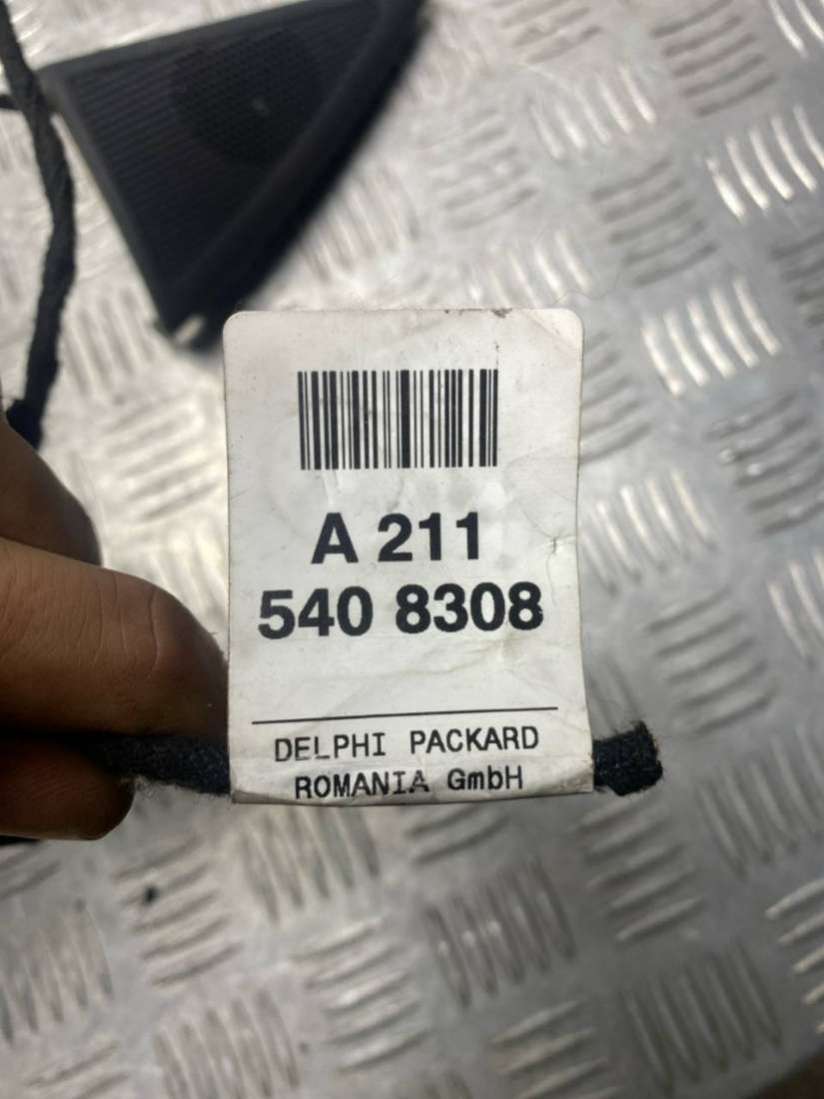 A 211
540 8308
DELPHI PACKARD
ROMANIA GmbH